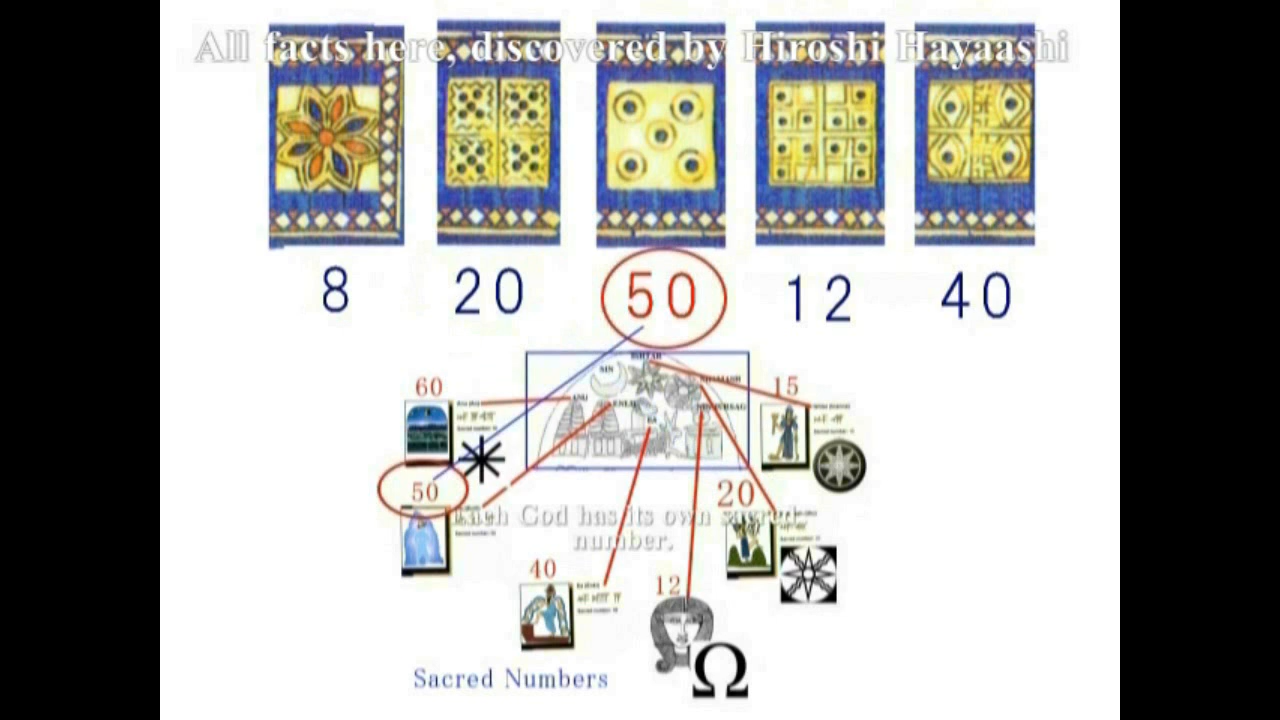 All facts here, discovered by Hiroshi Hayaashi
8 20 50 12 40
ISHTAR
SIN
SHAMASH
ANU
ENLIL
NINHURSAG
EA
60
15
50
20
Each God has its own sacred
number.
40
12
Ω
Sacred Numbers